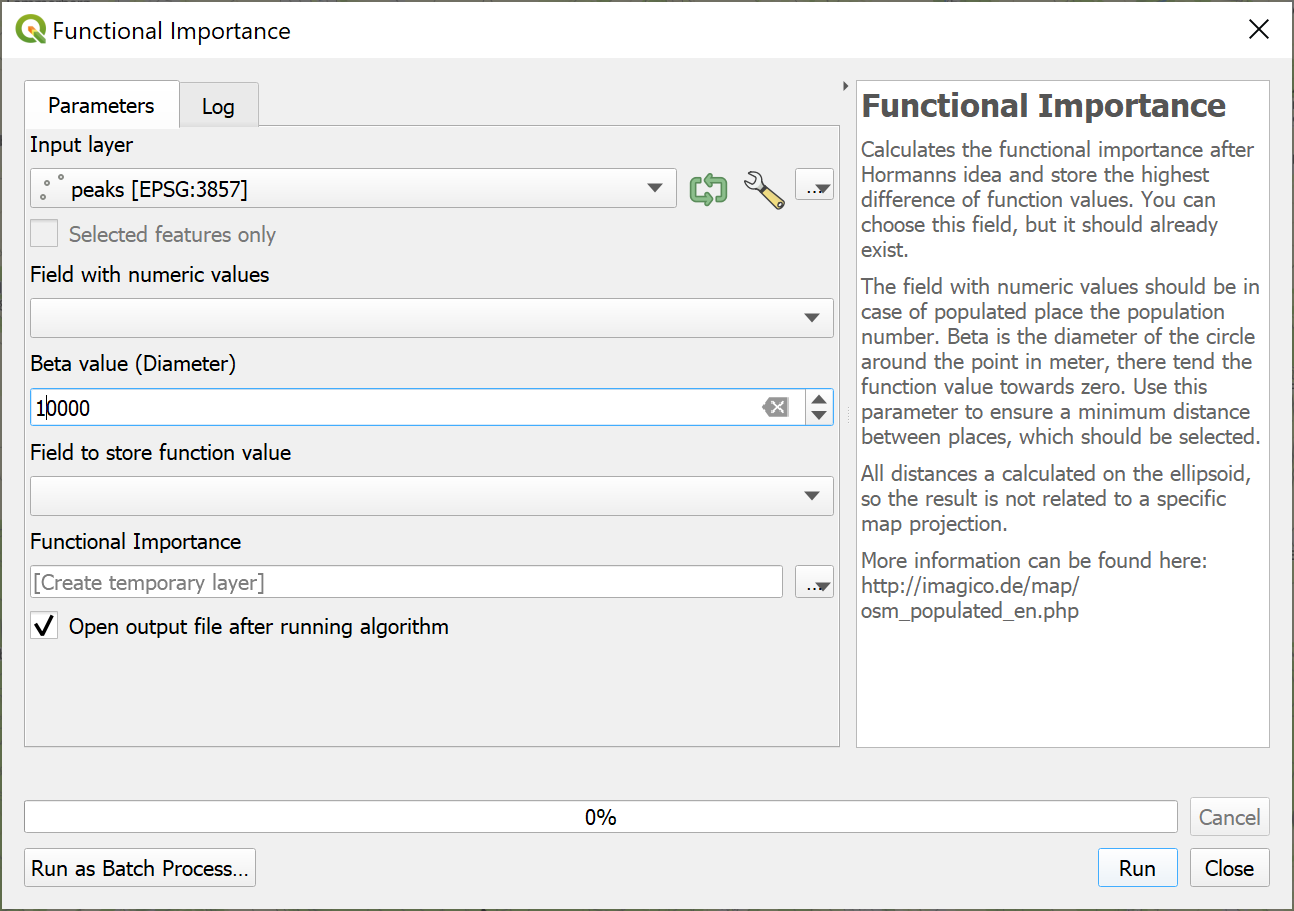 Functional Importance
Parameters
Log
Input layer
peaks [EPSG:3857]
...
Selected features only
Field with numeric values
Beta value (Diameter)
10000
Field to store function value
Functional Importance
[Create temporary layer]
...
Open output file after running algorithm
Functional Importance
Calculates the functional importance after
Hormanns idea and store the highest
difference of function values. You can
choose this field, but it should already
exist.
The field with numeric values should be in
case of populated place the population
number. Beta is the diameter of the circle
around the point in meter, there tend the
function value towards zero. Use this
parameter to ensure a minimum distance
between places, which should be selected.
All distances a calculated on the ellipsoid,
so the result is not related to a specific
map projection.
More information can be found here:
http://imagico.de/map/
osm_populated_en.php
0%
Cancel
Run as Batch Process...
Run
Close